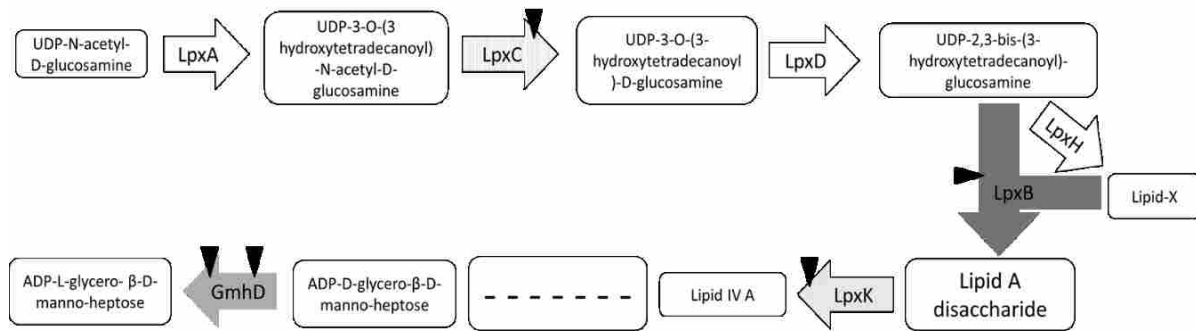 UDP-N-acetyl-
D-glucosamine
LpxA
UDP-3-O-(3
hydroxytetradecanoyl)
-N-acetyl-D-
glucosamine
LpxC
UDP-3-O-(3-
hydroxytetradecanoyl
)-D-glucosamine
LpxD
UDP-2,3-bis-(3-
hydroxytetradecanoyl)-
glucosamine
LpxH
LpxB
Lipid-X
ADP-L-glycero- β-D-
manno-heptose
GmhD
ADP-D-glycero-β-D-
manno-heptose
- - - - - - -
Lipid IV A
LpxK
Lipid A
disaccharide